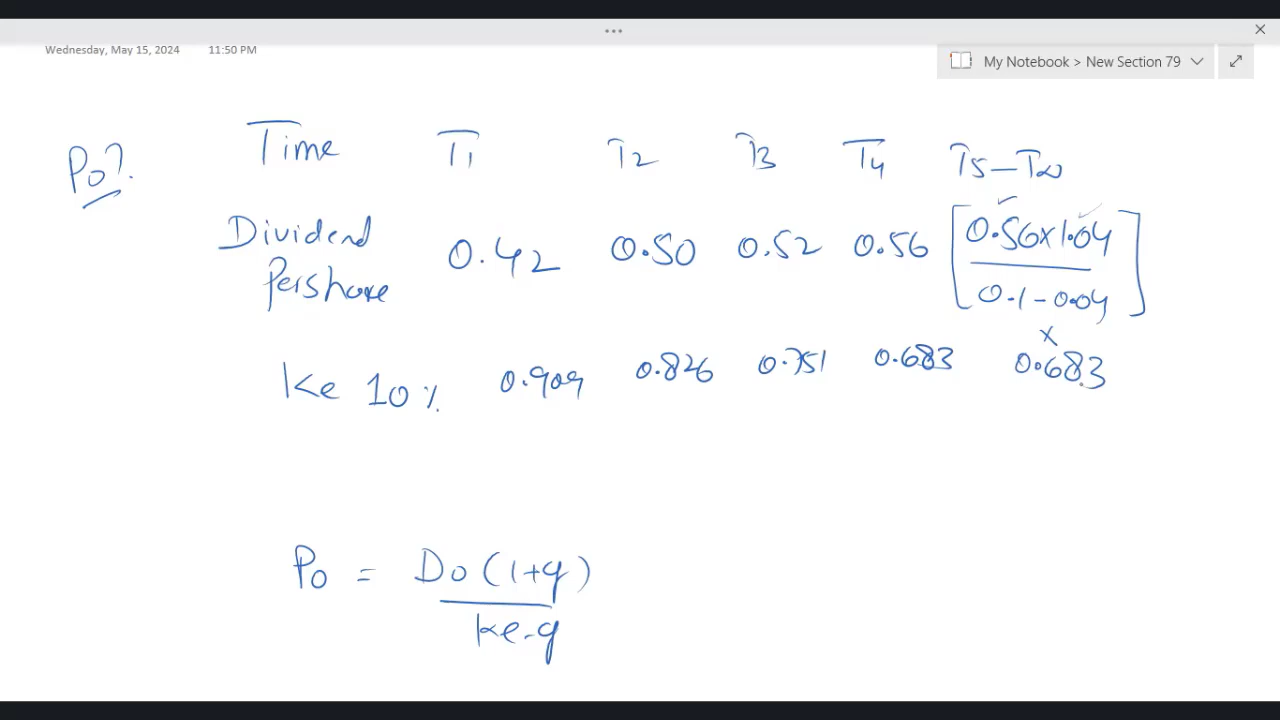 Wednesday, May 15, 2024 11:50 PM
My Notebook > New Section 79
Po? Time T1 T2 T3 T4 T5 – T∞
Dividend Per share 0.42 0.50 0.52 0.56 [0.56x1.04
0.1 - 0.04]
x
Ke 10% 0.909 0.826 0.751 0.683 0.683
Po = Do (1+g)
ke-g